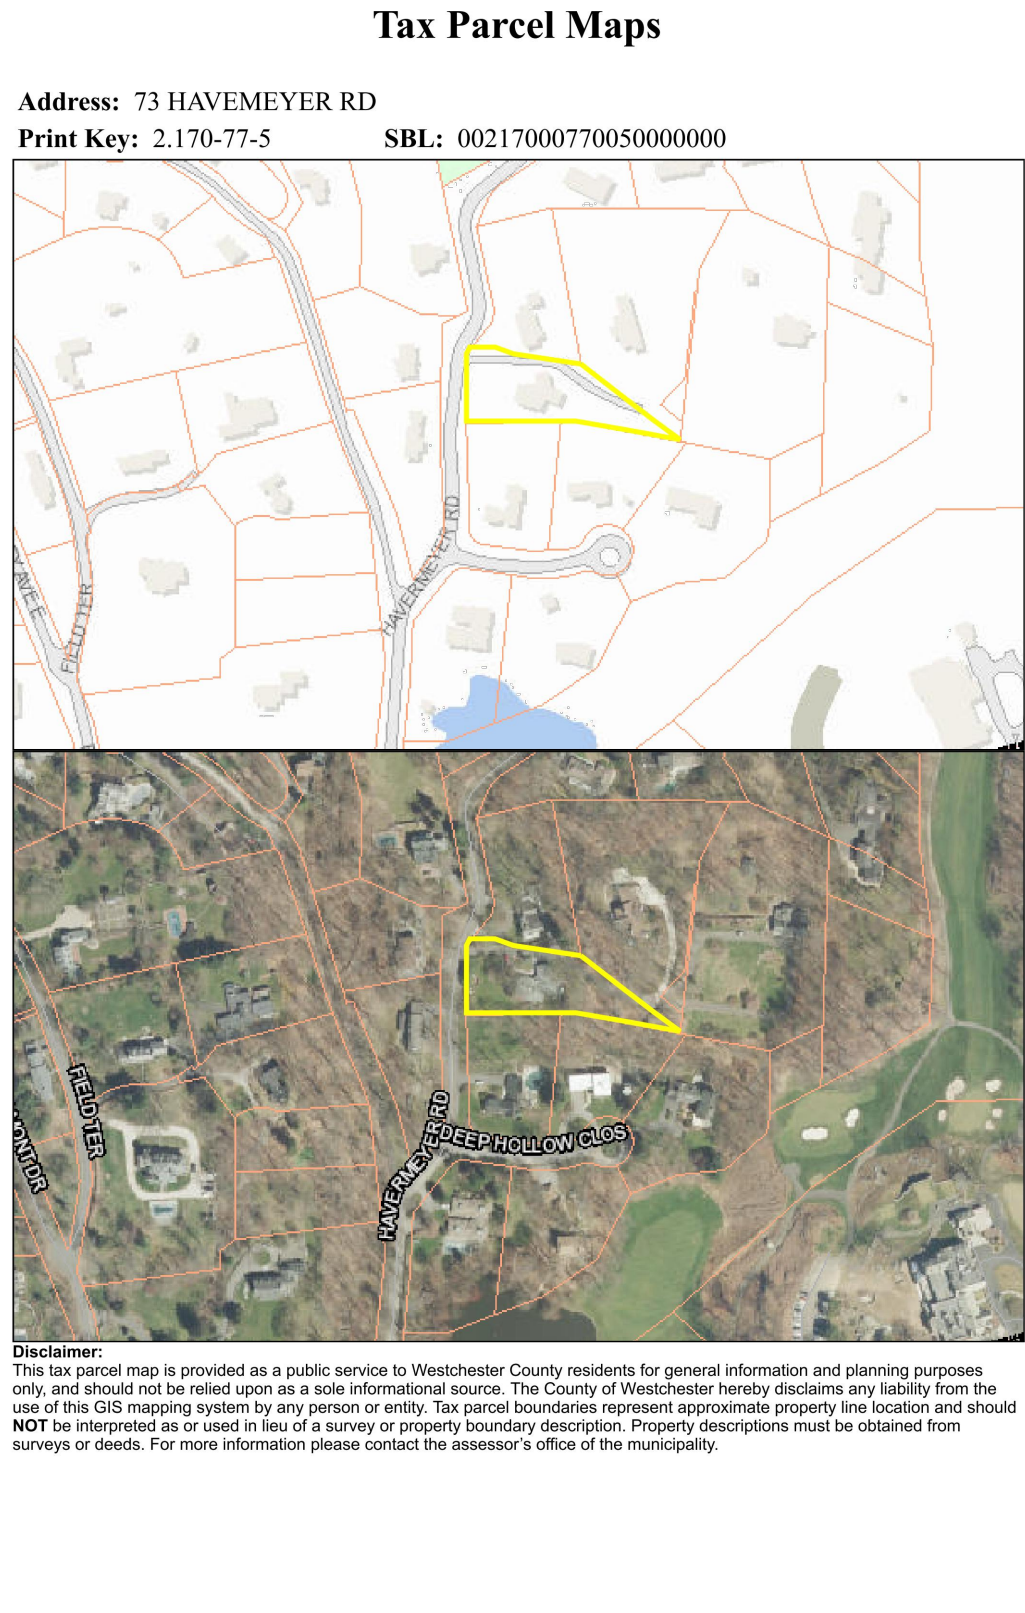 Tax Parcel Maps
Address: 73 HAVEMEYER RD
Print Key: 2.170-77-5 SBL: 00217000770050000000
HAVERMEYER RD
AVE E
FIELD TER
FIELD TER
MONT DR
HAVERMEYER RD
DEEP HOLLOW CLOS
Disclaimer:
This tax parcel map is provided as a public service to Westchester County residents for general information and planning purposes
only, and should not be relied upon as a sole informational source. The County of Westchester hereby disclaims any liability from the
use of this GIS mapping system by any person or entity. Tax parcel boundaries represent approximate property line location and should
NOT be interpreted as or used in lieu of a survey or property boundary description. Property descriptions must be obtained from
surveys or deeds. For more information please contact the assessor's office of the municipality.